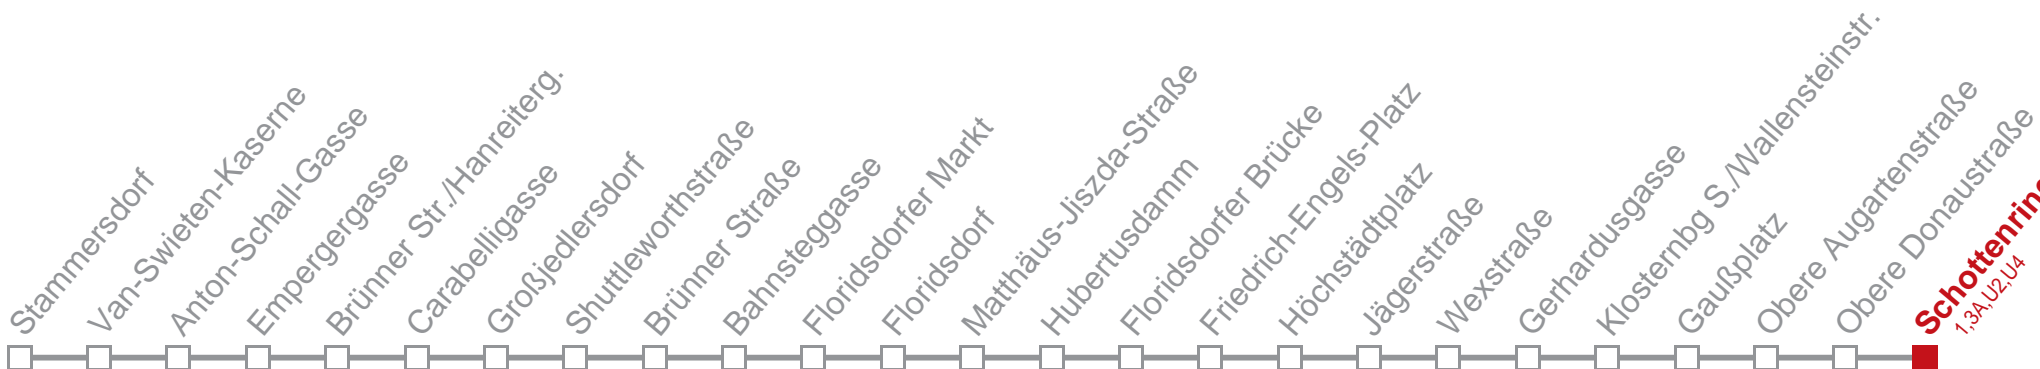 Stammersdorf
Van-Swieten-Kaserne
Anton-Schall-Gasse
Empergergasse
Brünner Str./Hanreiterg.
Carabelligasse
Großjedlersdorf
Shuttleworthstraße
Brünner Straße
Bahnsteggasse
Floridsdorfer Markt
Floridsdorf
Matthäus-Jiszda-Straße
Hubertusdamm
Floridsdorfer Brücke
Friedrich-Engels-Platz
Höchstädtplatz
Jägerstraße
Wexstraße
Gerhardusgasse
Klosternbg S./Wallensteinstr.
Gaußplatz
Obere Augartenstraße
Obere Donaustraße
Schottenring
1,3A,U2,U4